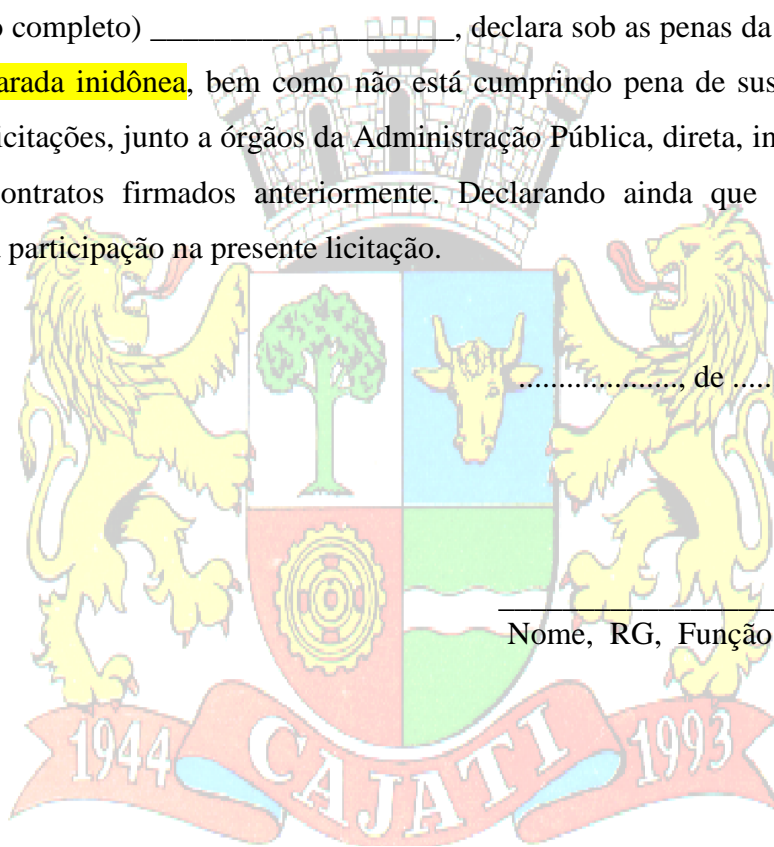 o completo) ___________________, declara sob as penas da
arada inidônea, bem como não está cumprindo pena de sus
icitações, junto a órgãos da Administração Pública, direta, in
ontratos firmados anteriormente. Declarando ainda que
participação na presente licitação.
...................., de .....
___________________
Nome, RG, Função
1944 CAJATI 1993